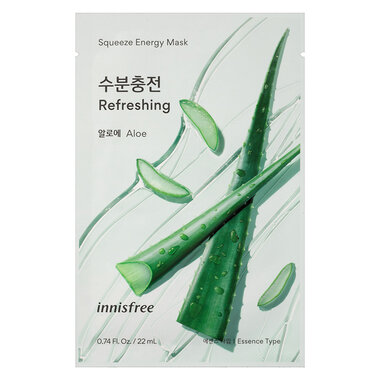 Squeeze Energy Mask
수분충전
Refreshing
알로에 Aloe
innisfree
0.74 Fl. Oz. / 22 mL
Essence Type